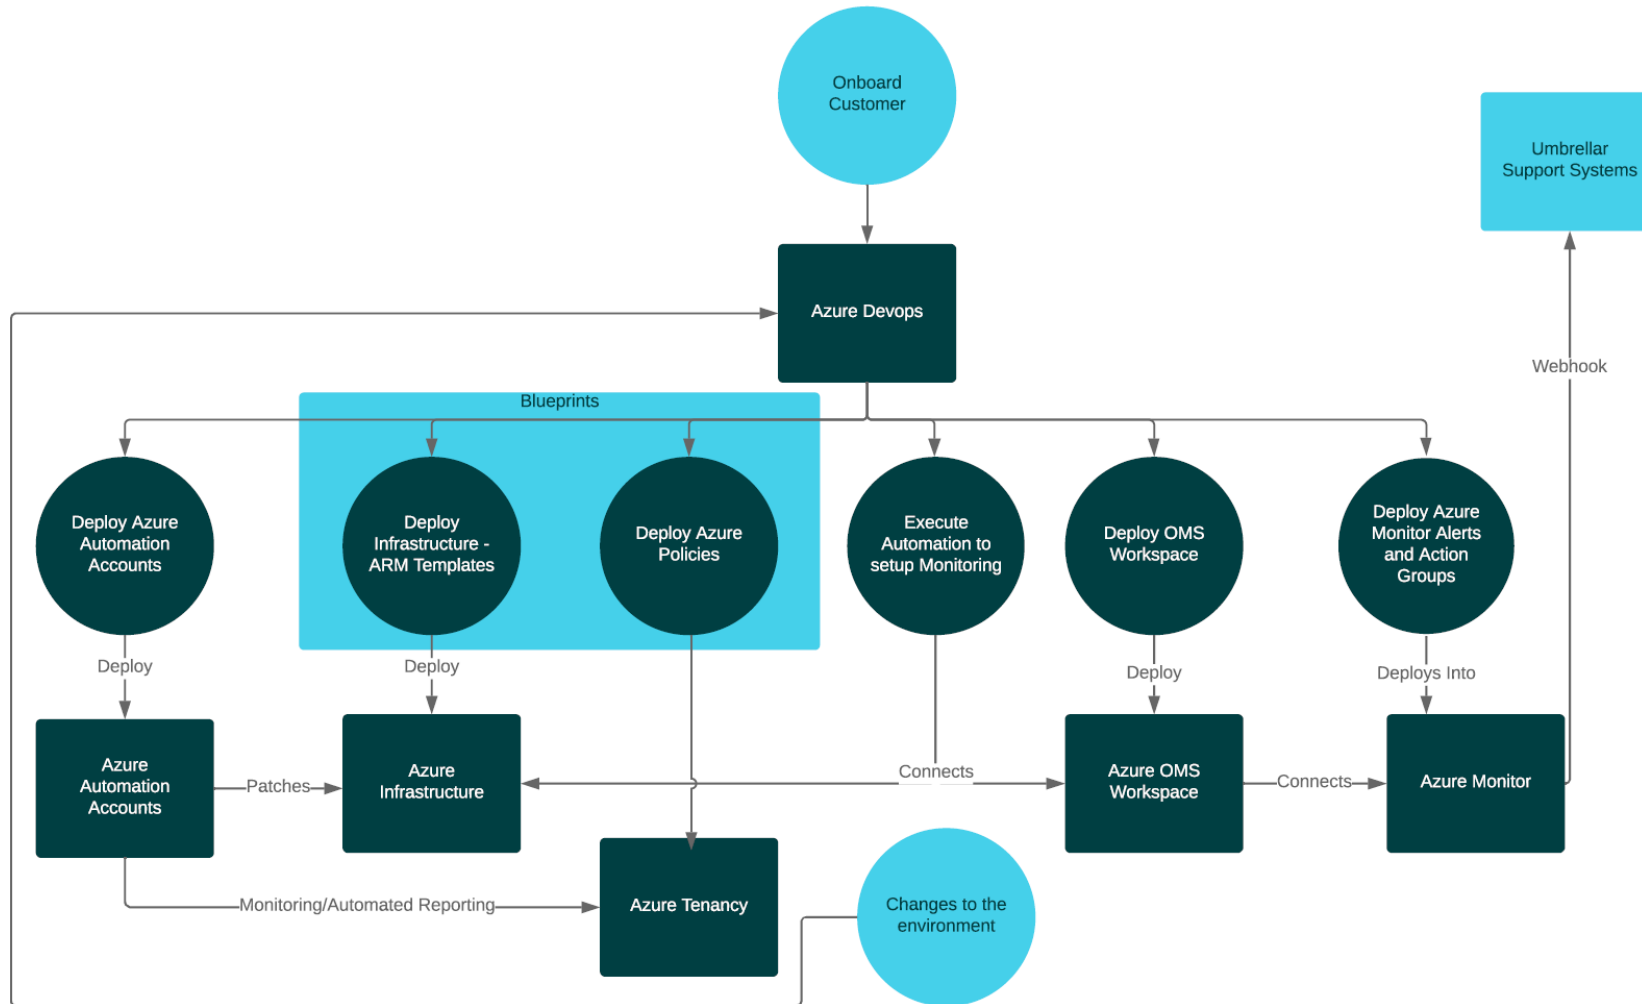 Onboard
Customer
Umbrellar
Support Systems
Azure Devops
Webhook
Blueprints
Deploy Azure
Automation
Accounts
Deploy
Infrastructure -
ARM Templates
Deploy Azure
Policies
Execute
Automation to
setup Monitoring
Deploy OMS
Workspace
Deploy Azure
Monitor Alerts
and Action
Groups
Deploy
Deploy
Deploy
Deploys Into
Azure
Automation
Accounts
Patches
Azure
Infrastructure
Connects
Azure OMS
Workspace
Connects
Azure Monitor
Monitoring/Automated Reporting
Azure Tenancy
Changes to the
environment